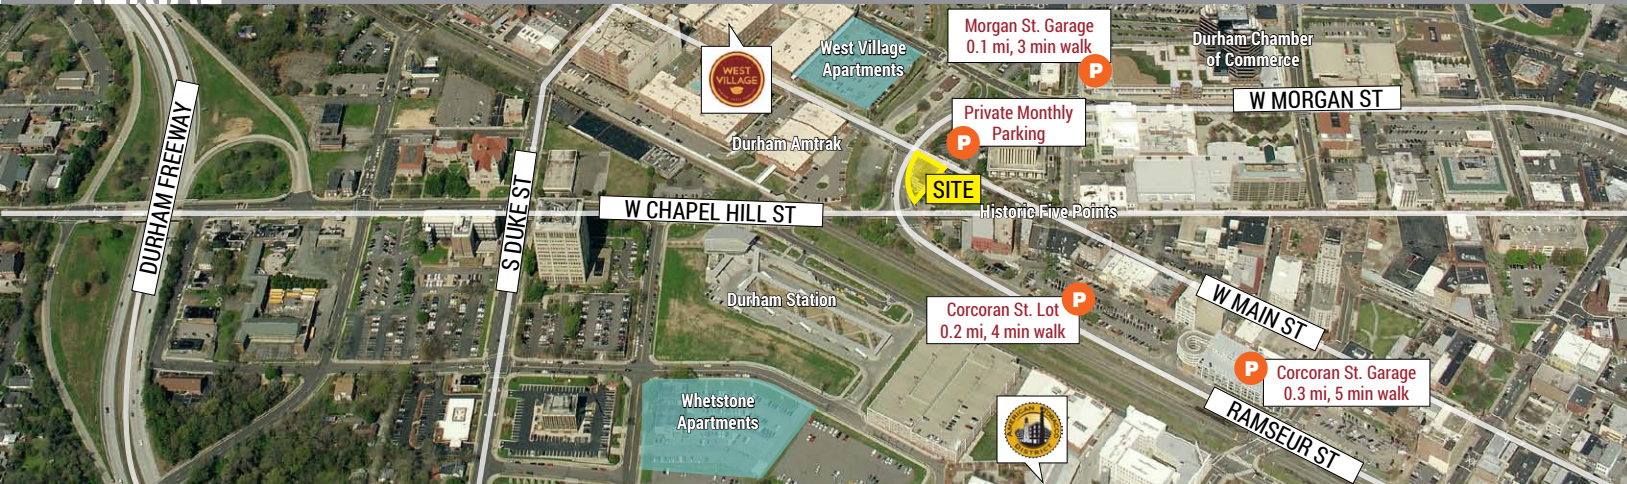 Morgan St. Garage
0.1 mi, 3 min walk
P
Durham Chamber
of Commerce
West Village
Apartments
WEST
VILLAGE
W MORGAN ST
Private Monthly
Parking
P
Durham Amtrak
DURHAM FREEWAY
S DUKE ST
SITE
W CHAPEL HILL ST
Historic Five Points
Durham Station
Corcoran St. Lot
0.2 mi, 4 min walk
P
W MAIN ST
P
Corcoran St. Garage
0.3 mi, 5 min walk
Whetstone
Apartments
AMERICAN TOBACCO
DISTRICT
RAMSEUR ST